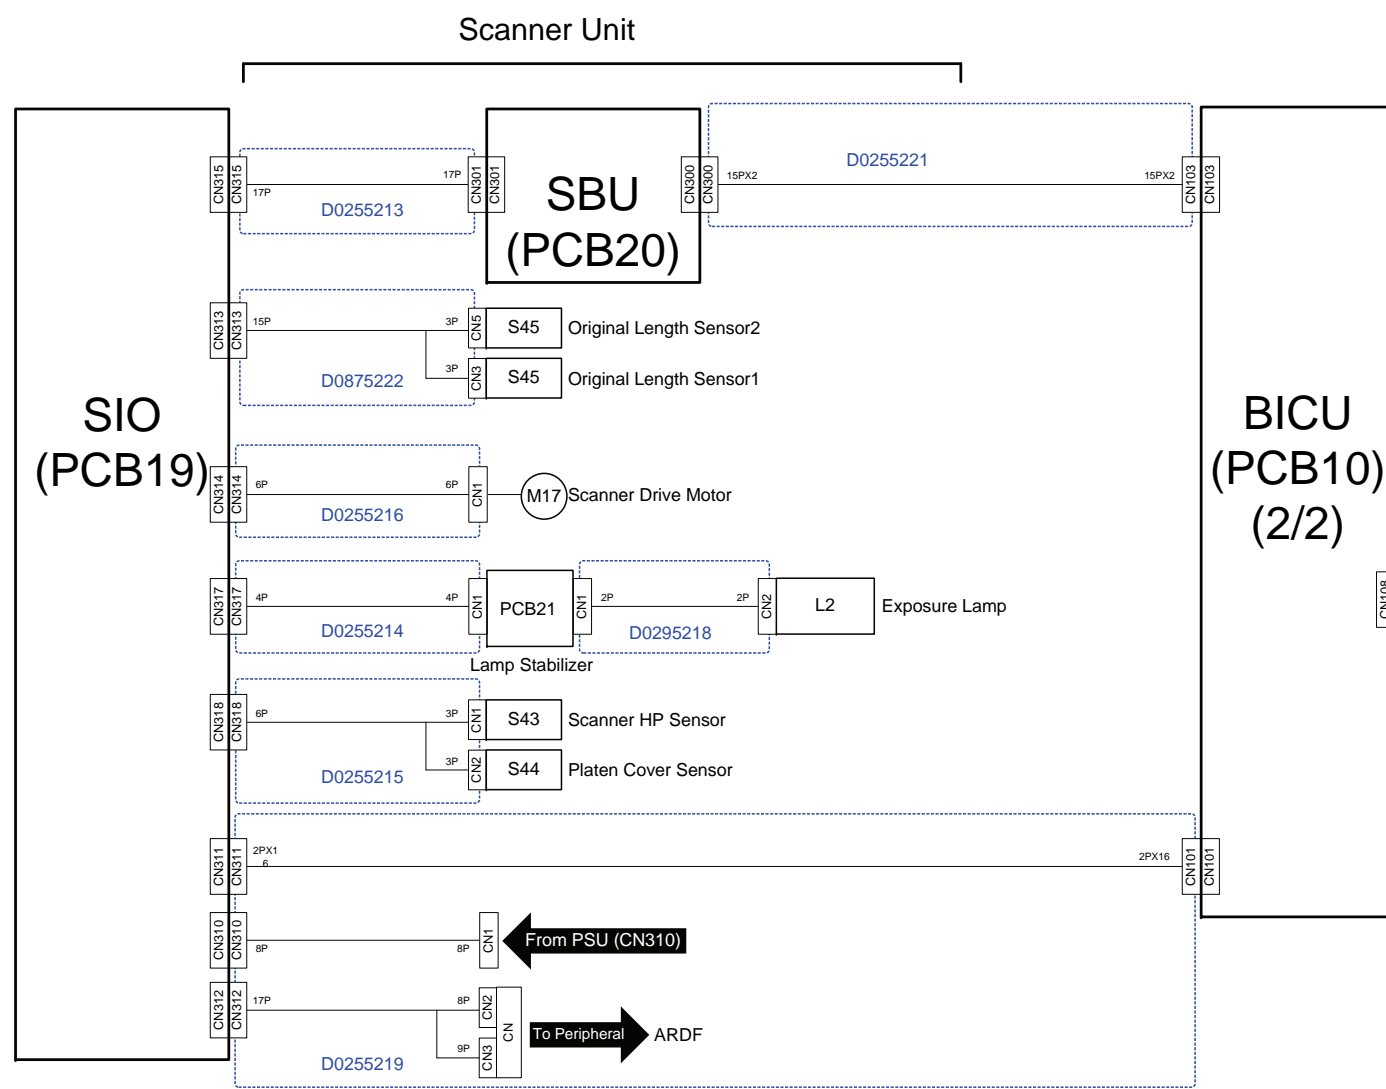 Scanner Unit
SIO
(PCB19)
SBU
(PCB20)
BICU
(PCB10)
(2/2)
CN315
CN315
17P
17P
D0255213
CN301
CN301
CN300
CN300
15PX2
D0255221
15PX2
CN103
CN103
CN313
CN313
15P
3P
CN5
S45
Original Length Sensor2
3P
CN3
S45
Original Length Sensor1
D0875222
CN314
CN314
6P
6P
CN1
M17
Scanner Drive Motor
D0255216
CN317
CN317
4P
4P
CN1
PCB21
CN1
2P
2P
CN2
L2
Exposure Lamp
D0255214
D0295218
Lamp Stabilizer
CN318
CN318
6P
3P
CN1
S43
Scanner HP Sensor
3P
CN2
S44
Platen Cover Sensor
D0255215
CN311
CN311
2PX1
6
2PX16
CN101
CN101
CN310
CN310
8P
8P
CN1
From PSU (CN310)
CN312
CN312
17P
8P
CN2
9P
CN3
CN
To Peripheral
ARDF
D0255219
CN108